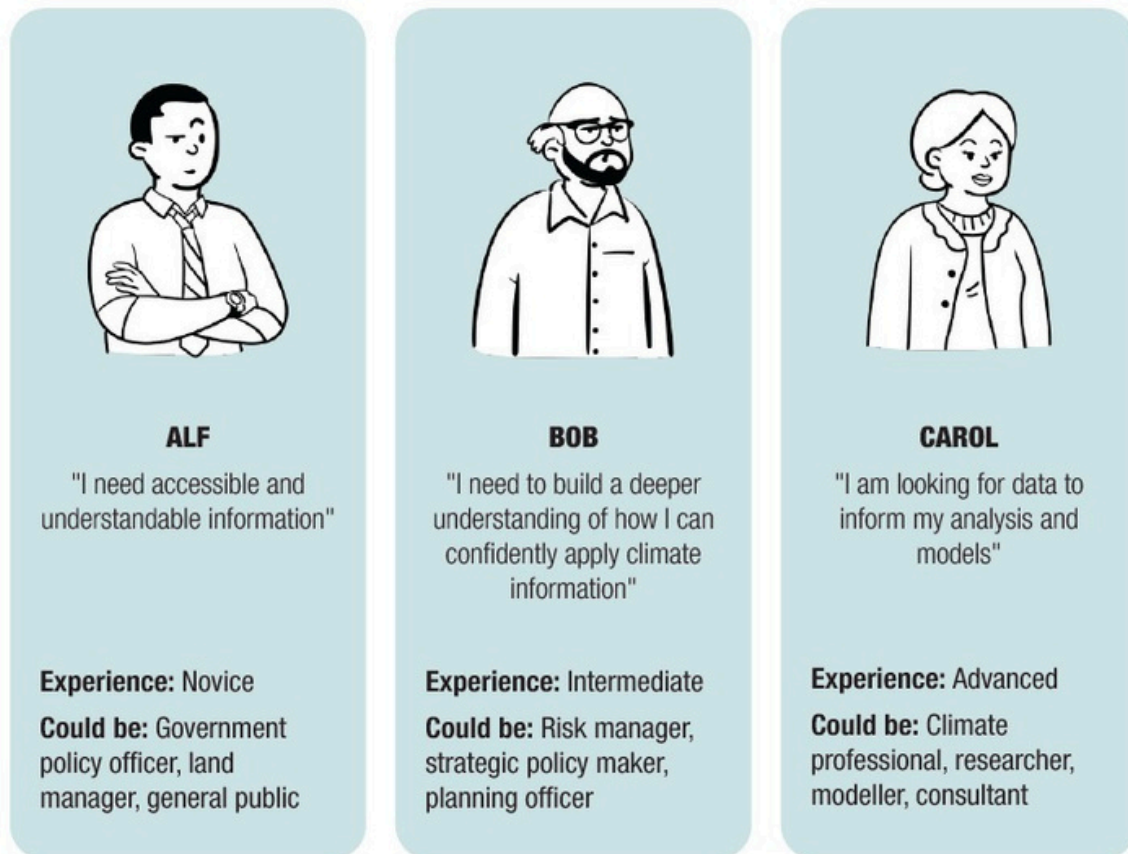 ALF
"I need accessible and
understandable information"
Experience: Novice
Could be: Government
policy officer, land
manager, general public
BOB
"I need to build a deeper
understanding of how I can
confidently apply climate
information"
Experience: Intermediate
Could be: Risk manager,
strategic policy maker,
planning officer
CAROL
"I am looking for data to
inform my analysis and
models"
Experience: Advanced
Could be: Climate
professional, researcher,
modeller, consultant